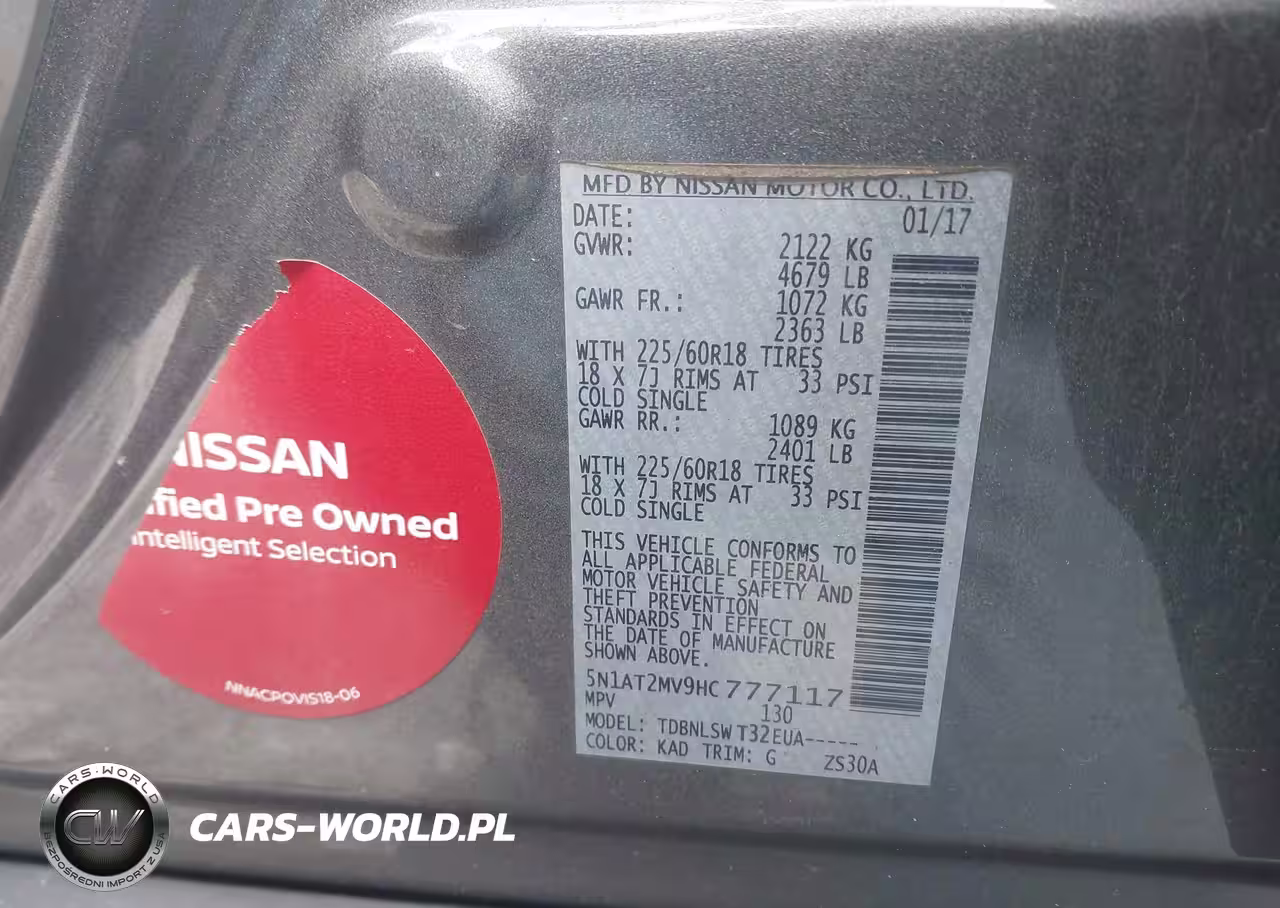 MFD BY NISSAN MOTOR CO., LTD.
DATE: 01/17
GVWR: 2122 KG
4679 LB
GAWR FR.: 1072 KG
2363 LB
WITH 225/60R18 TIRES
18 X 7J RIMS AT 33 PSI
COLD SINGLE
GAWR RR.: 1089 KG
2401 LB
WITH 225/60R18 TIRES
18 X 7J RIMS AT 33 PSI
COLD SINGLE
THIS VEHICLE CONFORMS TO
ALL APPLICABLE FEDERAL
MOTOR VEHICLE SAFETY AND
THEFT PREVENTION
STANDARDS IN EFFECT ON
THE DATE OF MANUFACTURE
SHOWN ABOVE.
5N1AT2MV9HC777117
MPV 130
MODEL: TDBNLSW T32EUA-----
COLOR: KAD TRIM: G ZS30A
NISSAN
ified Pre Owned
Intelligent Selection
NNACPOVIS18-06
CARS-WORLD
CW
BEZPOŚREDNI IMPORT Z USA
CARS-WORLD.PL